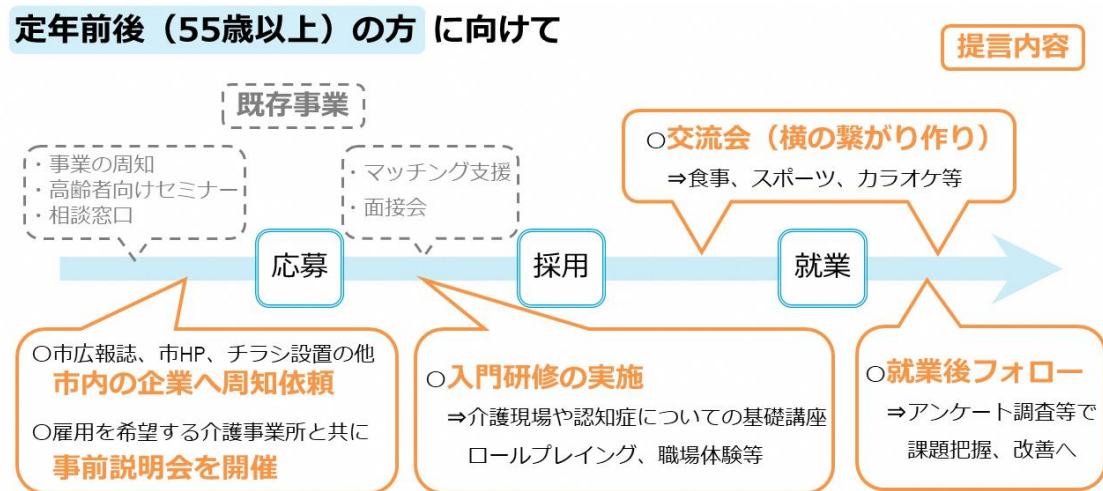 定年前後（55歳以上）の方 に向けて
提言内容
既存事業
・事業の周知
・高齢者向けセミナー
・相談窓口
・マッチング支援
・面接会
○交流会（横の繋がり作り）
⇒食事、スポーツ、カラオケ等
応募
採用
就業
○市広報誌、市HP、チラシ設置の他
市内の企業へ周知依頼
○雇用を希望する介護事業所と共に
事前説明会を開催
○入門研修の実施
⇒介護現場や認知症についての基礎講座
ロールプレイング、職場体験等
○就業後フォロー
⇒アンケート調査等で
課題把握、改善へ